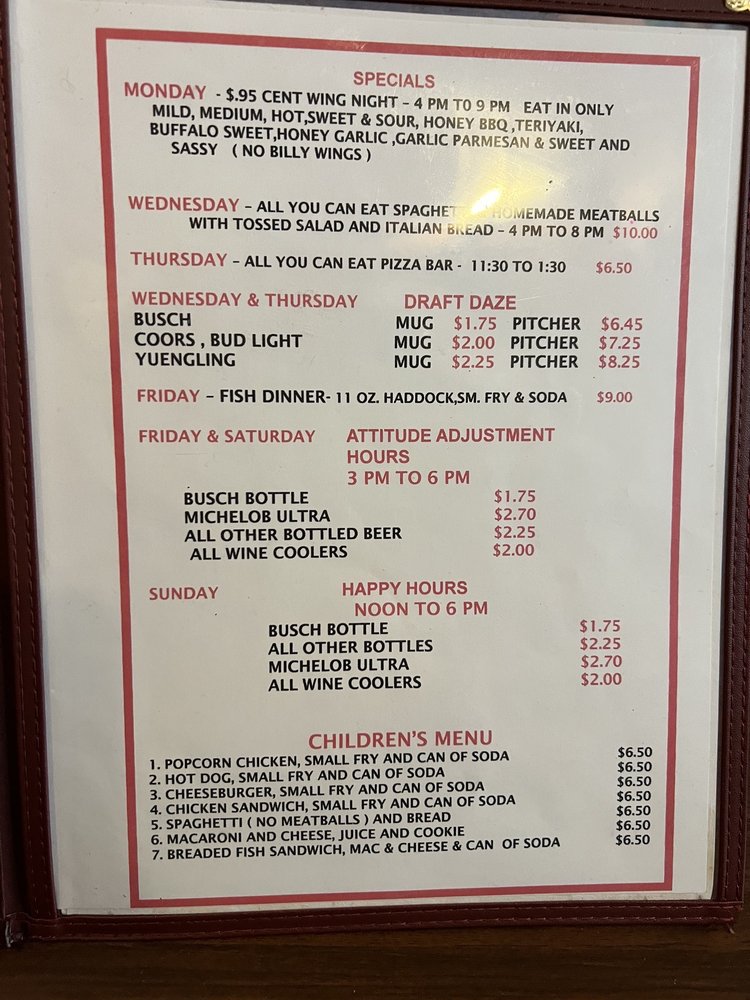 SPECIALS
MONDAY - $.95 CENT WING NIGHT – 4 PM TO 9 PM EAT IN ONLY
MILD, MEDIUM, HOT,SWEET & SOUR, HONEY BBQ ,TERIYAKI,
BUFFALO SWEET,HONEY GARLIC ,GARLIC PARMESAN & SWEET AND
SASSY ( NO BILLY WINGS )
WEDNESDAY – ALL YOU CAN EAT HOMEMADE MEATBALLS
WITH TOSSED SALAD AND ITALIAN BREAD – 4 PM TO 8 PM $10.00
THURSDAY – ALL YOU CAN EAT PIZZA BAR - 11:30 TO 1:30 $6.50
WEDNESDAY & THURSDAY DRAFT DAZE
BUSCH MUG $1.75 PITCHER $6.45
COORS , BUD LIGHT MUG $2.00 PITCHER $7.25
YUENGLING MUG $2.25 PITCHER $8.25
FRIDAY – FISH DINNER- 11 OZ. HADDOCK,SM. FRY & SODA $9.00
FRIDAY & SATURDAY ATTITUDE ADJUSTMENT
HOURS
3 PM TO 6 PM
BUSCH BOTTLE $1.75
MICHELOB ULTRA $2.70
ALL OTHER BOTTLED BEER $2.25
ALL WINE COOLERS $2.00
SUNDAY HAPPY HOURS
NOON TO 6 PM
BUSCH BOTTLE $1.75
ALL OTHER BOTTLES $2.25
MICHELOB ULTRA $2.70
ALL WINE COOLERS $2.00
CHILDREN'S MENU
1. POPCORN CHICKEN, SMALL FRY AND CAN OF SODA $6.50
2. HOT DOG, SMALL FRY AND CAN OF SODA $6.50
3. CHEESEBURGER, SMALL FRY AND CAN OF SODA $6.50
4. CHICKEN SANDWICH, SMALL FRY AND CAN OF SODA $6.50
5. SPAGHETTI ( NO MEATBALLS ) AND BREAD $6.50
6. MACARONI AND CHEESE, JUICE AND COOKIE $6.50
7. BREADED FISH SANDWICH, MAC & CHEESE & CAN OF SODA $6.50